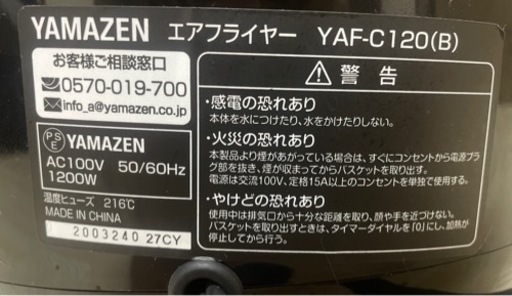 YAMAZEN エアフライヤー YAF-C120(B)
お客様ご相談窓口
0570-019-700
info_a@yamazen.co.jp
PSE YAMAZEN
AC100V 50/60Hz
1200W
温度ヒューズ 216℃
MADE IN CHINA
2003240 27CY
警告
・感電の恐れあり
本体を水につけたり、水をかけたりしない。
・火災の恐れあり
本製品より煙があがっている場合は、すぐにコンセントから電源プラ
グ部を抜き、煙が収まってからバスケットを取り出す。
電源は交流100V、定格15A以上のコンセントを単独で使用する。
・やけどの恐れあり
使用中は排気口から十分な距離を取り、顔や手を近づけない。
バスケットを取り出すときは、タイマーダイヤルを「0」にし、加熱が
停止してから行う。